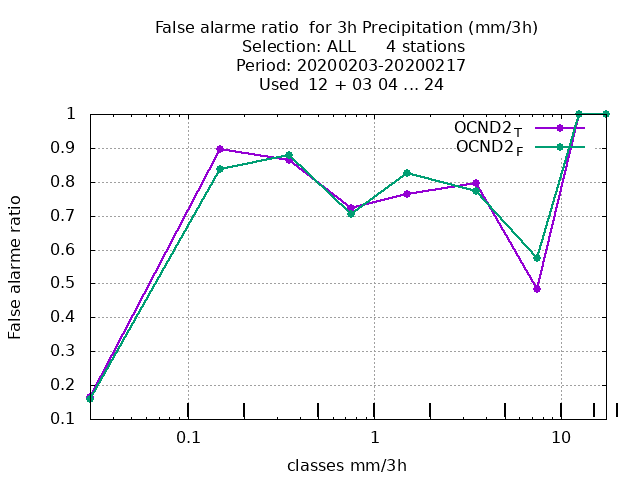 False alarme ratio  for 3h Precipitation (mm/3h)
Selection: ALL      4 stations
Period: 20200203-20200217
Used  12 + 03 04 ... 24
1
0.9
0.8
0.7
0.6
0.5
0.4
0.3
0.2
0.1
False alarme ratio
OCND2_T
OCND2_F
0.1 1 10
classes mm/3h